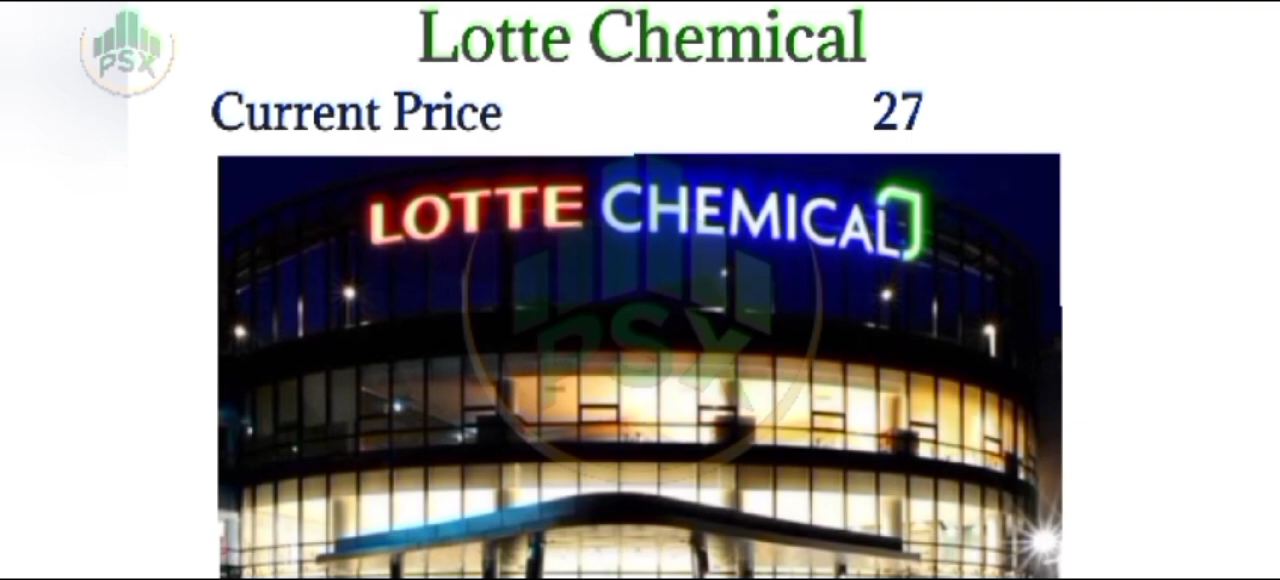 PSX
Lotte Chemical
Current Price 27
LOTTE CHEMICAL
PSX